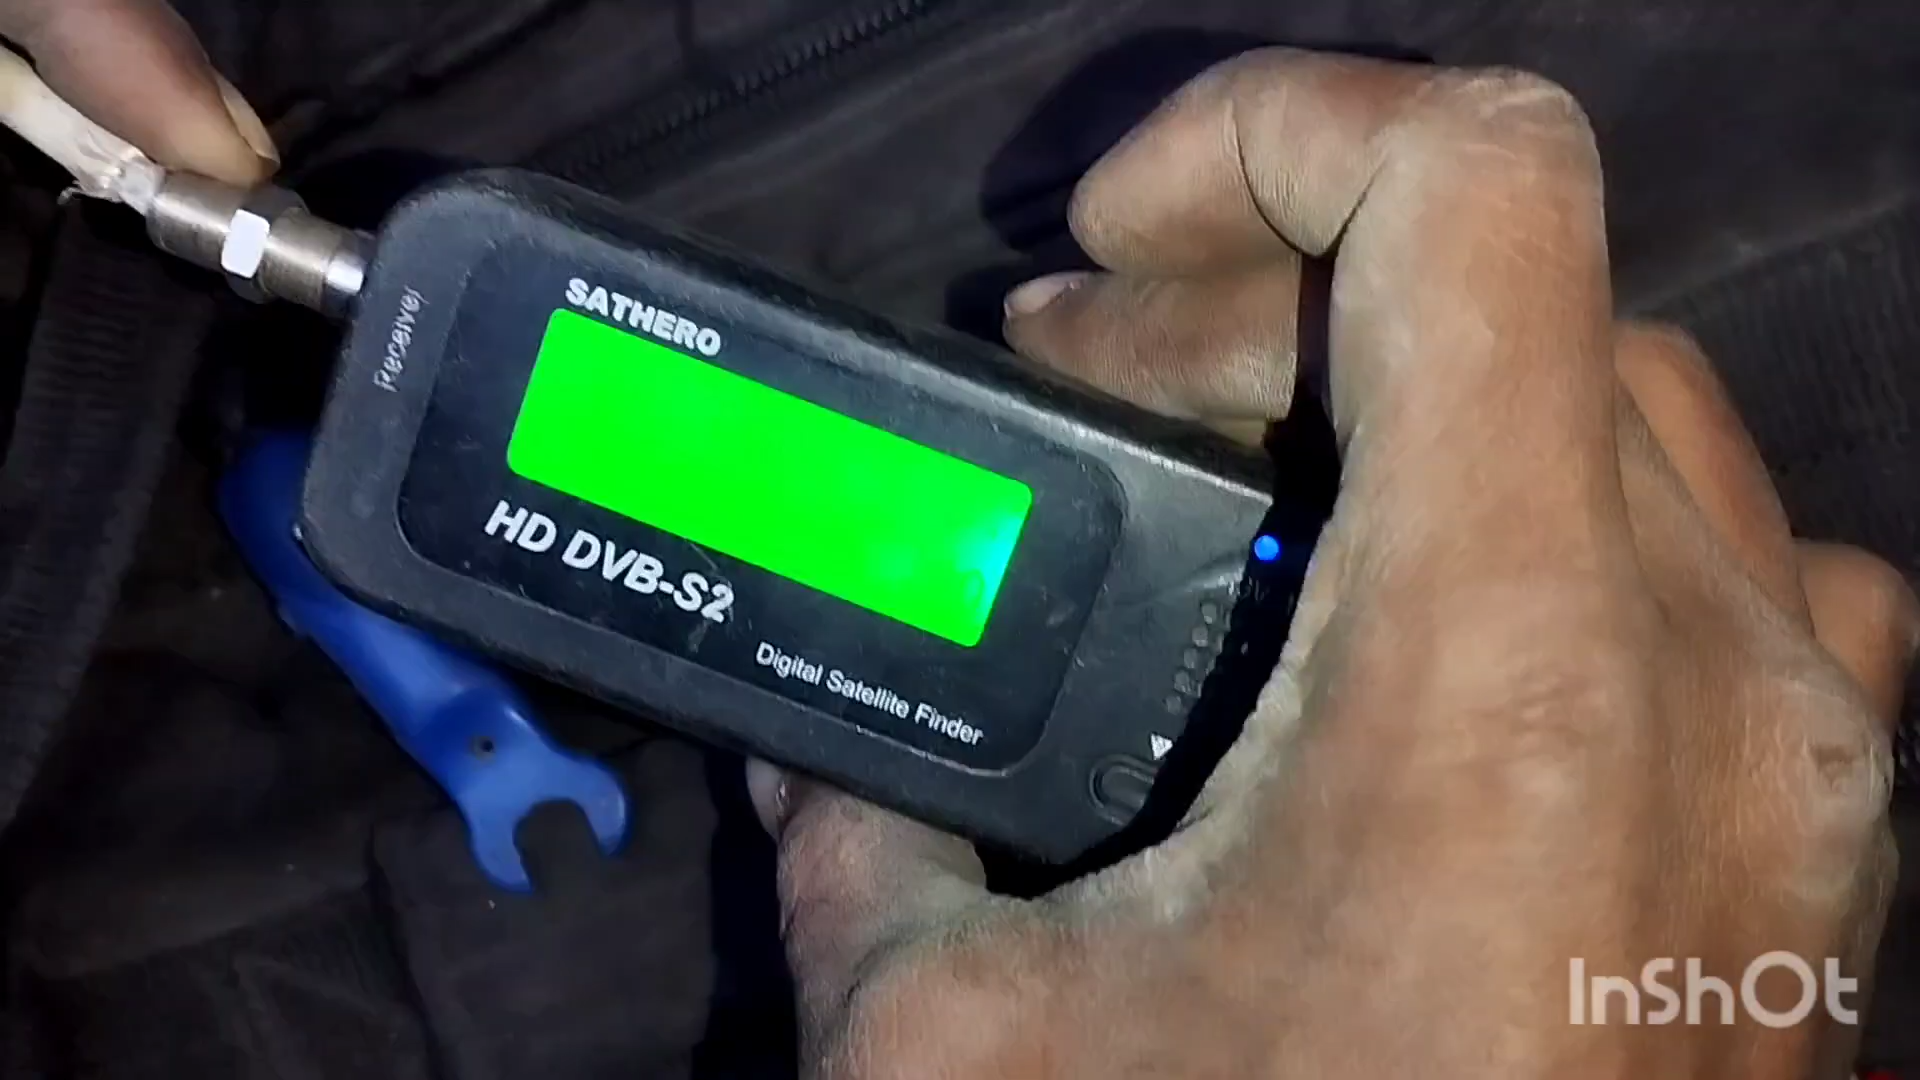 Receiver
SATHERO
HD DVB-S2
Digital Satellite Finder
InShOt